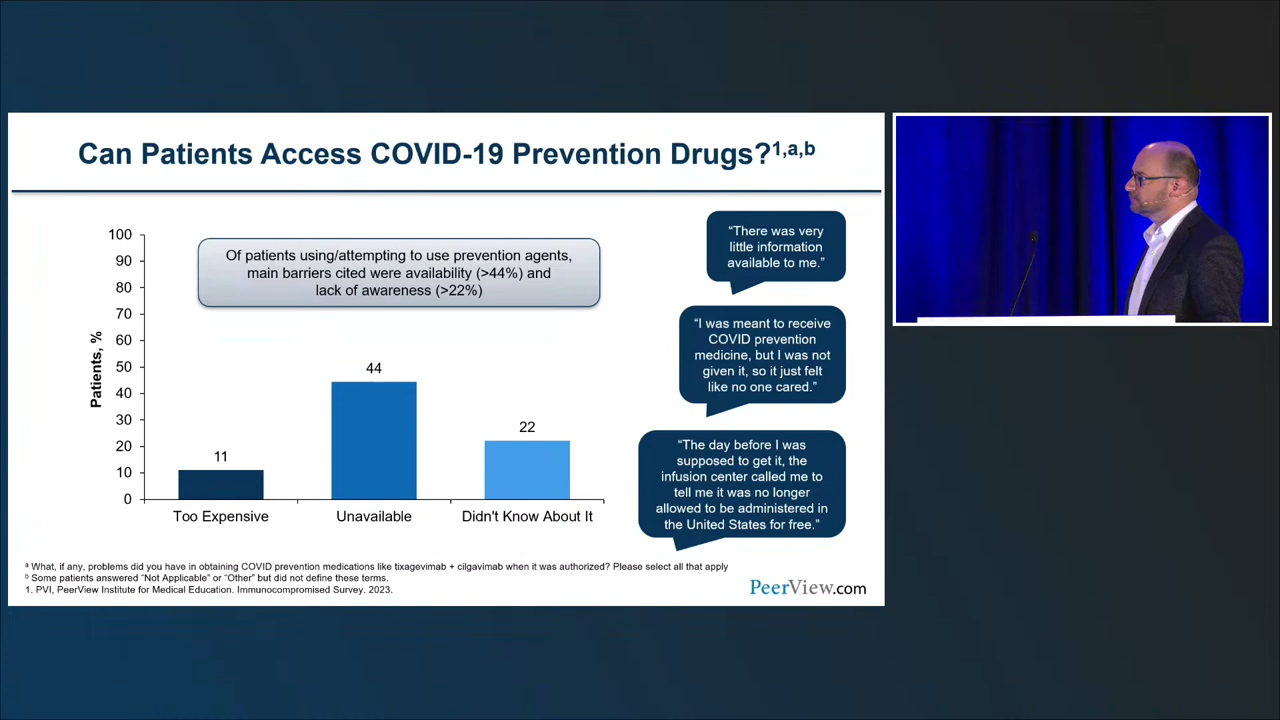 Can Patients Access COVID-19 Prevention Drugs?1,a,b
Of patients using/attempting to use prevention agents,
main barriers cited were availability (>44%) and
lack of awareness (>22%)
Patients, %
100
90
80
70
60
50
40
30
20
10
0
11
44
22
Too Expensive
Unavailable
Didn't Know About It
“There was very
little information
available to me.”
“I was meant to receive
COVID prevention
medicine, but I was not
given it, so it just felt
like no one cared.”
“The day before I was
supposed to get it, the
infusion center called me to
tell me it was no longer
allowed to be administered in
the United States for free.”
a What, if any, problems did you have in obtaining COVID prevention medications like tixagevimab + cilgavimab when it was authorized? Please select all that apply
b Some patients answered “Not Applicable” or “Other” but did not define these terms.
1. PVI, PeerView Institute for Medical Education. Immunocompromised Survey. 2023.
PeerView.com